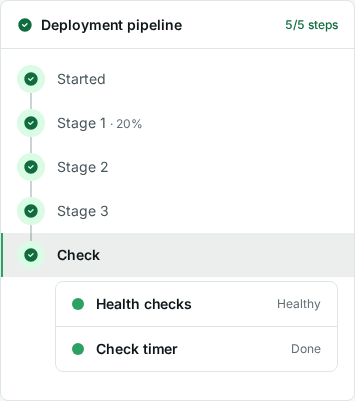 Deployment pipeline 5/5 steps
Started
Stage 1 · 20%
Stage 2
Stage 3
Check
Health checks Healthy
Check timer Done